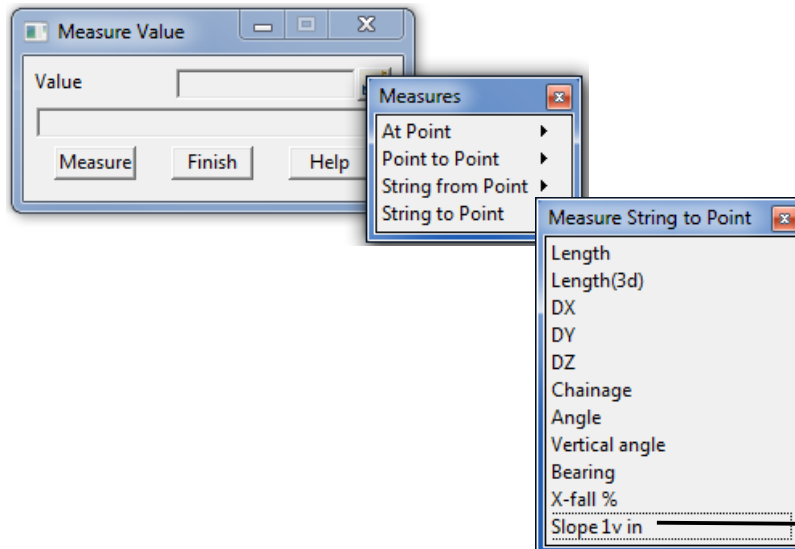 Measure Value
Value
Measure Finish Help
Measures
At Point
Point to Point
String from Point
String to Point
Measure String to Point
Length
Length(3d)
DX
DY
DZ
Chainage
Angle
Vertical angle
Bearing
X-fall %
Slope 1v in